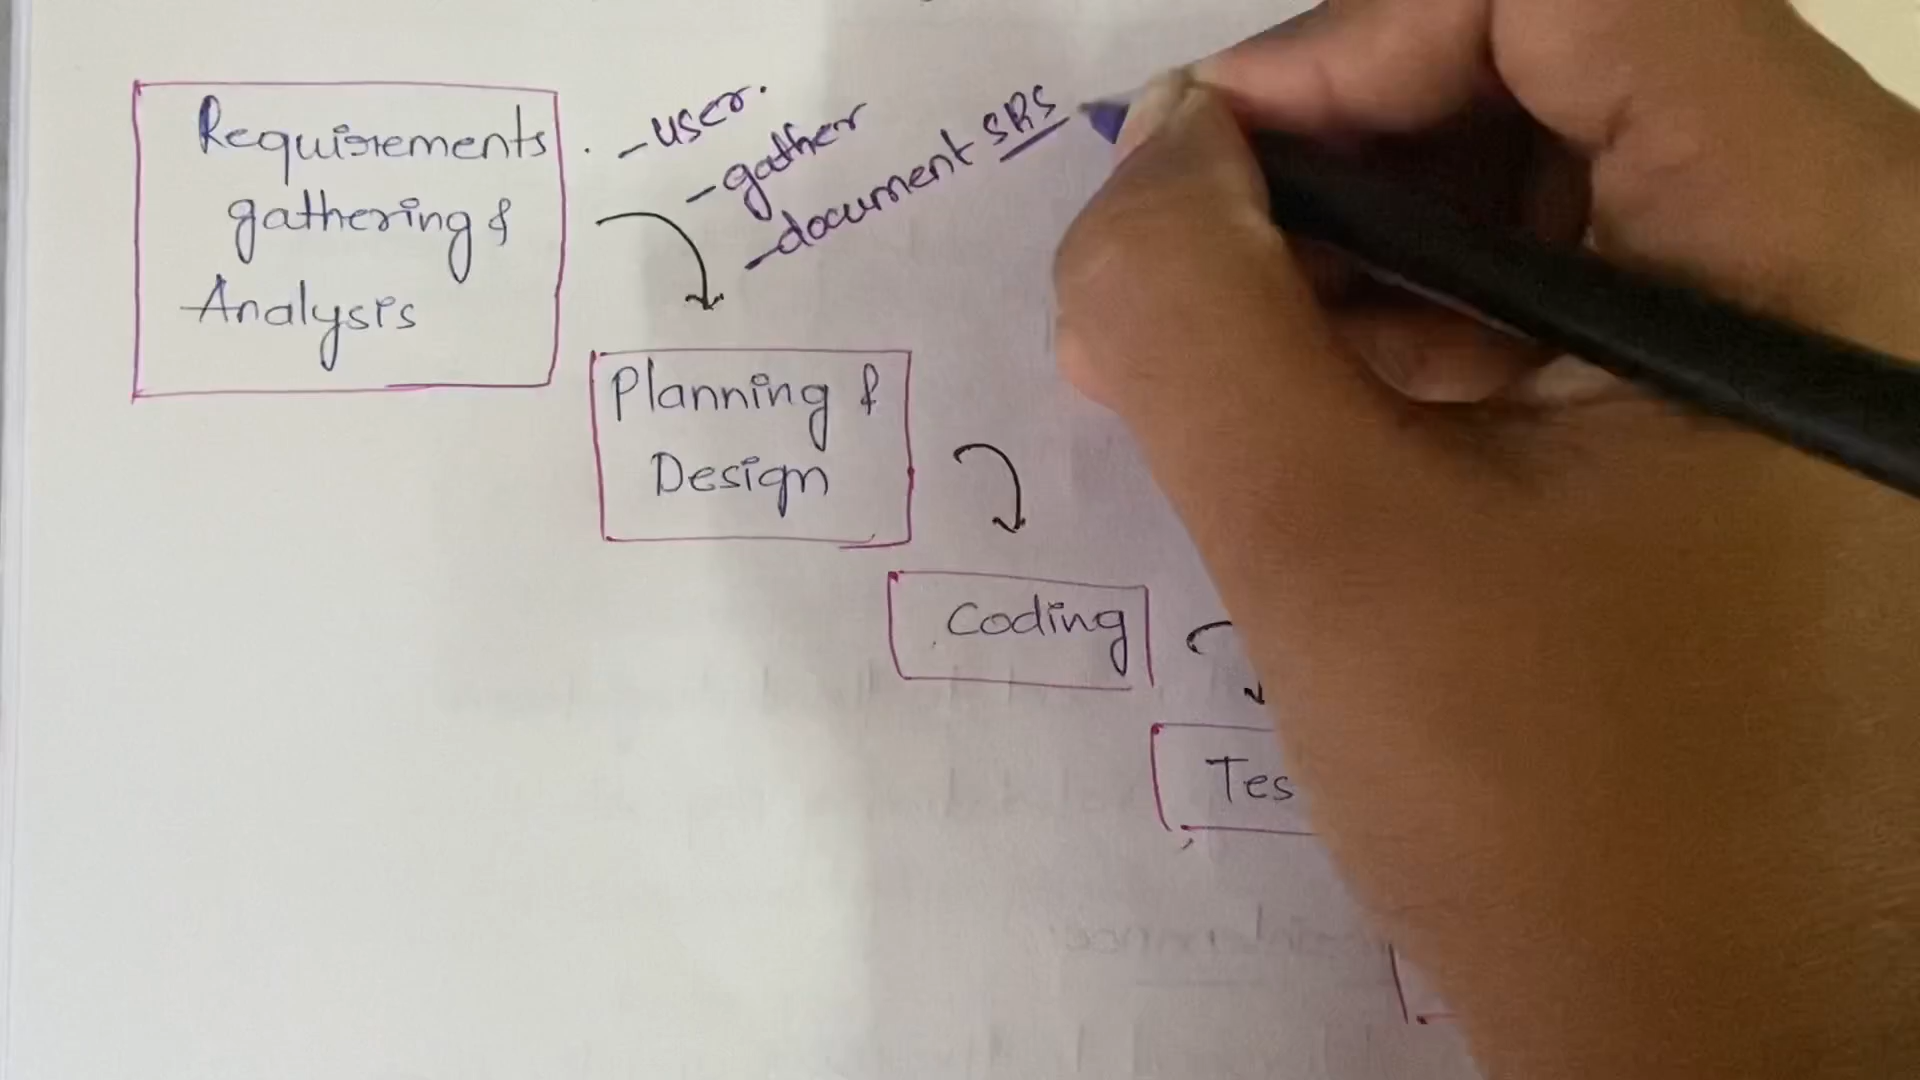 Requirements
gathering &
Analysis
-user.
-gather
-document SRS
Planning &
Design
Coding
Tes